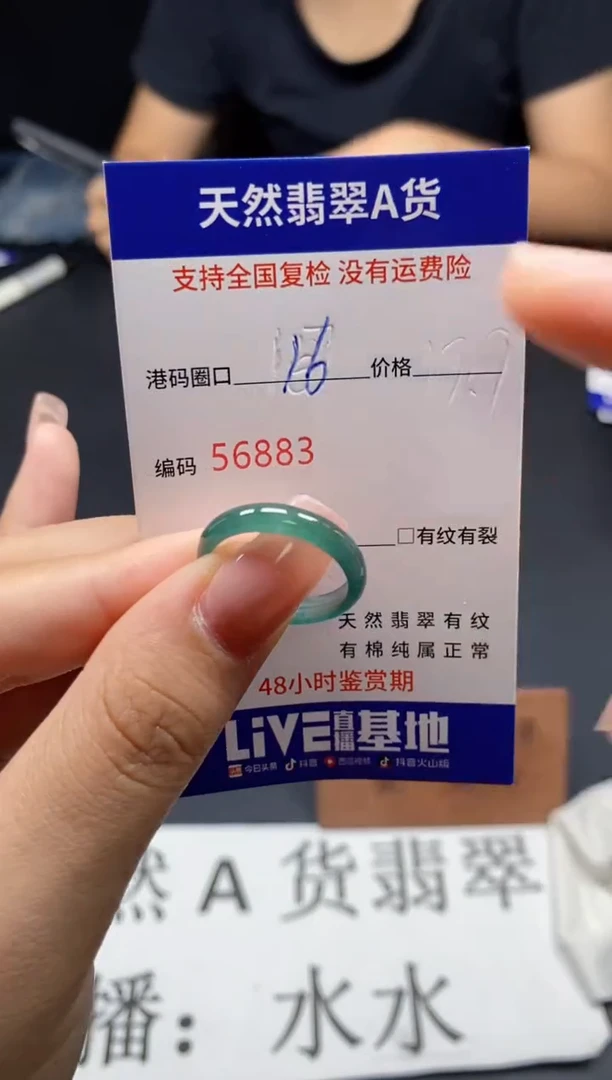 天然翡翠A货
支持全国复检 没有运费险
港码圈口 16 价格
编码 56883
□有纹有裂
天然翡翠有纹
有棉纯属正常
48小时鉴赏期
LiVE直播基地
今日头条 抖音 西瓜视频 抖音火山版
然A货翡翠
播：水水